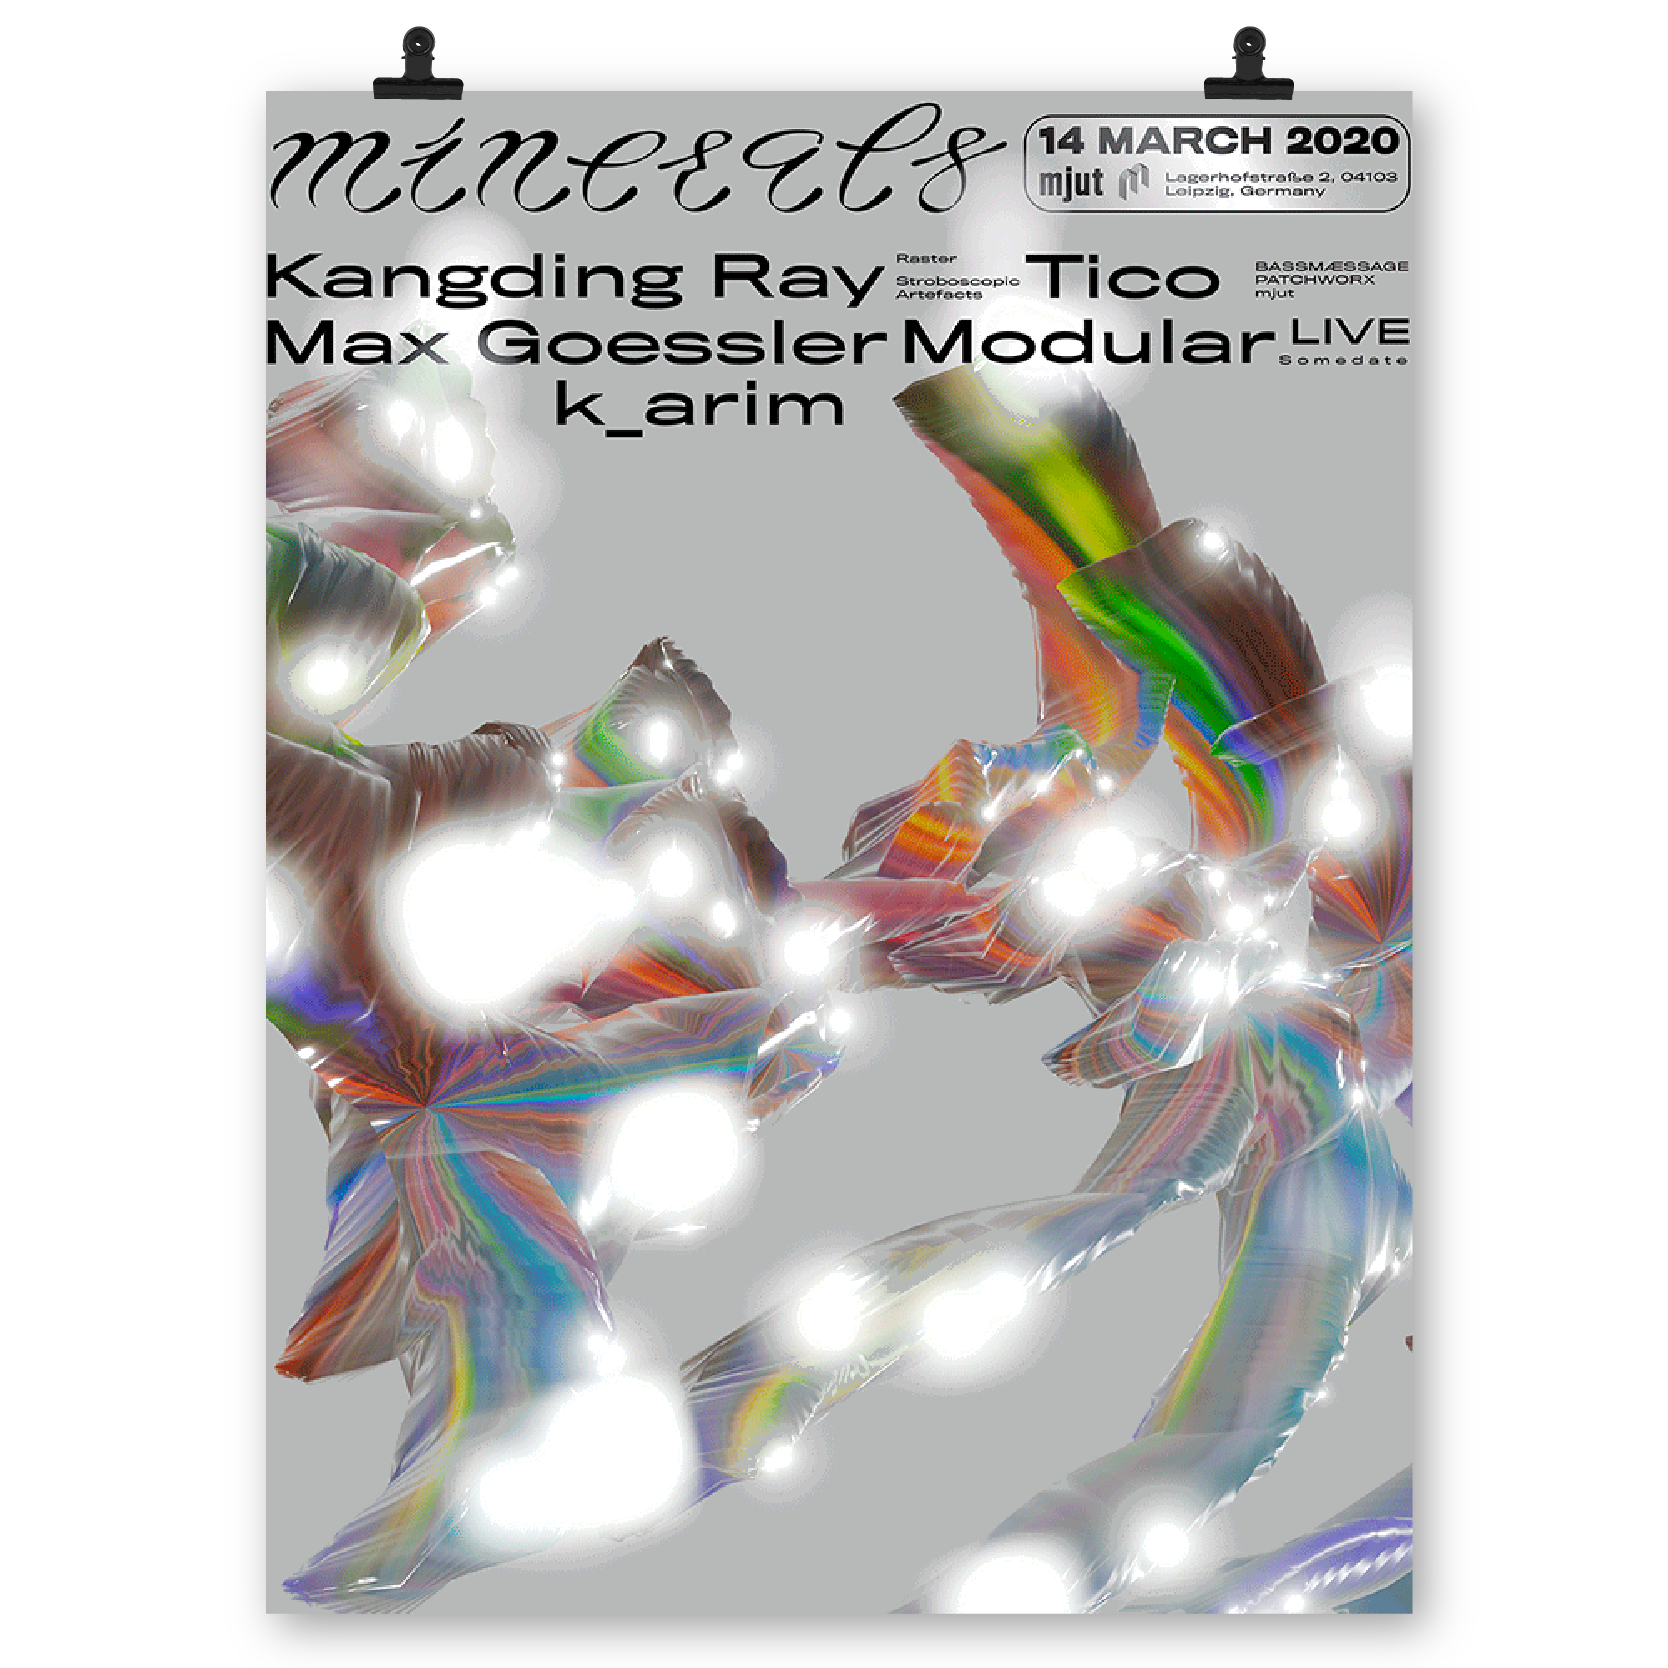 minerals
14 MARCH 2020
mjut
Lagerhofstraße 2, 04103
Leipzig, Germany
Kangding Ray
Raster
Stroboscopic
Artefacts
Tico
BASSMÆSSAGE
PATCHWORX
mjut
Max Goessler
Modular
LIVE
Somedate
k_arim